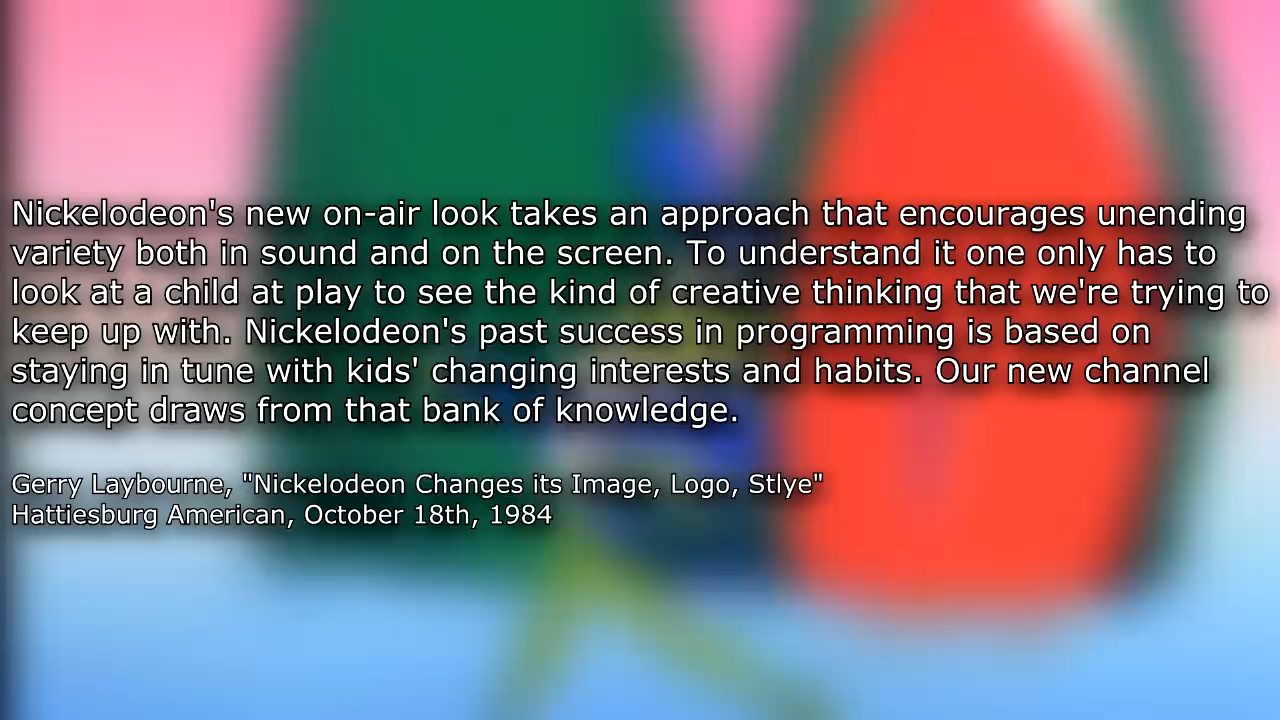 Nickelodeon's new on-air look takes an approach that encourages unending
variety both in sound and on the screen. To understand it one only has to
look at a child at play to see the kind of creative thinking that we're trying to
keep up with. Nickelodeon's past success in programming is based on
staying in tune with kids' changing interests and habits. Our new channel
concept draws from that bank of knowledge.
Gerry Laybourne, "Nickelodeon Changes its Image, Logo, Stlye"
Hattiesburg American, October 18th, 1984